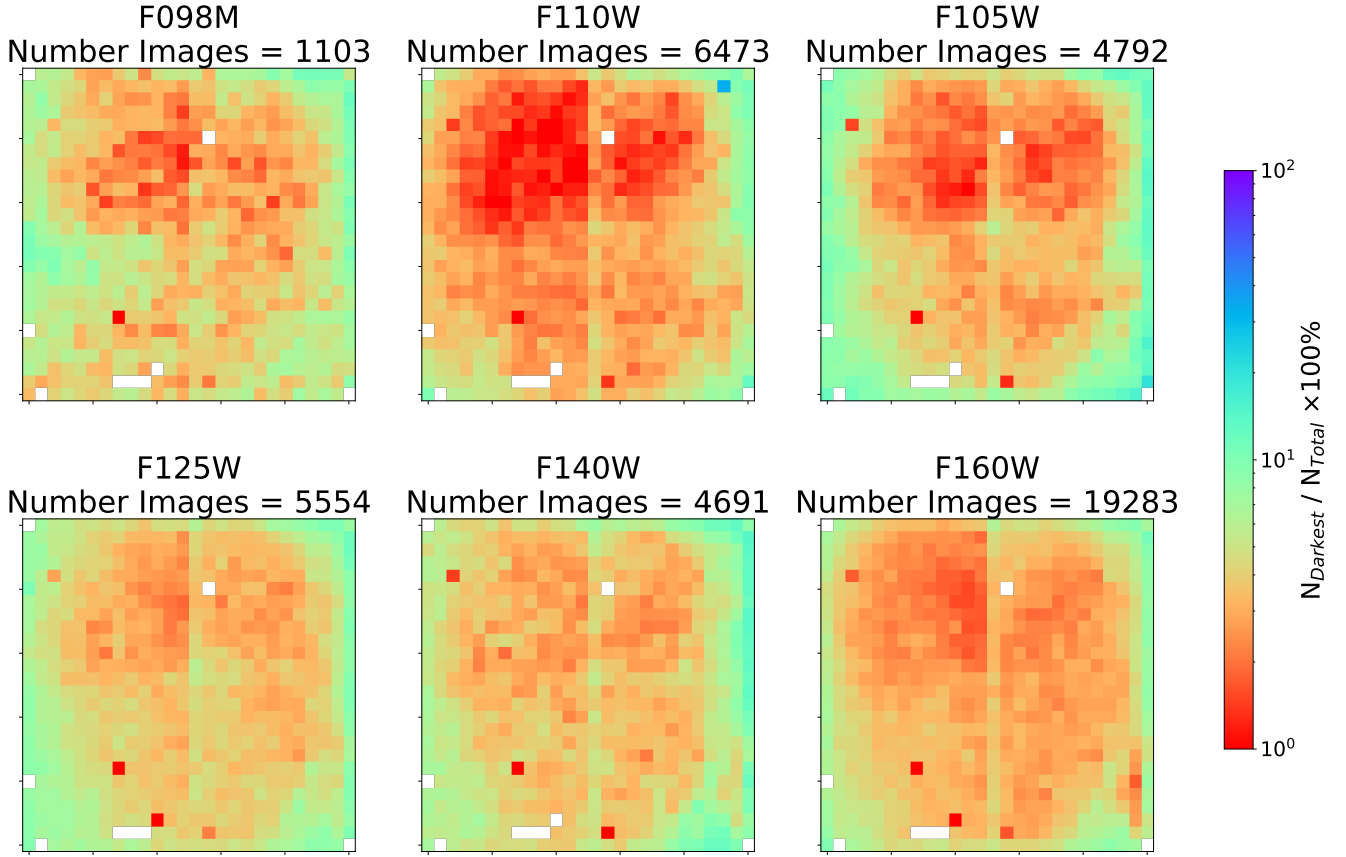 F098M
Number Images = 1103
F110W
Number Images = 6473
F105W
Number Images = 4792
F125W
Number Images = 5554
F140W
Number Images = 4691
F160W
Number Images = 19283
10²
10¹
10⁰
N_Darkest / N_Total ×100%